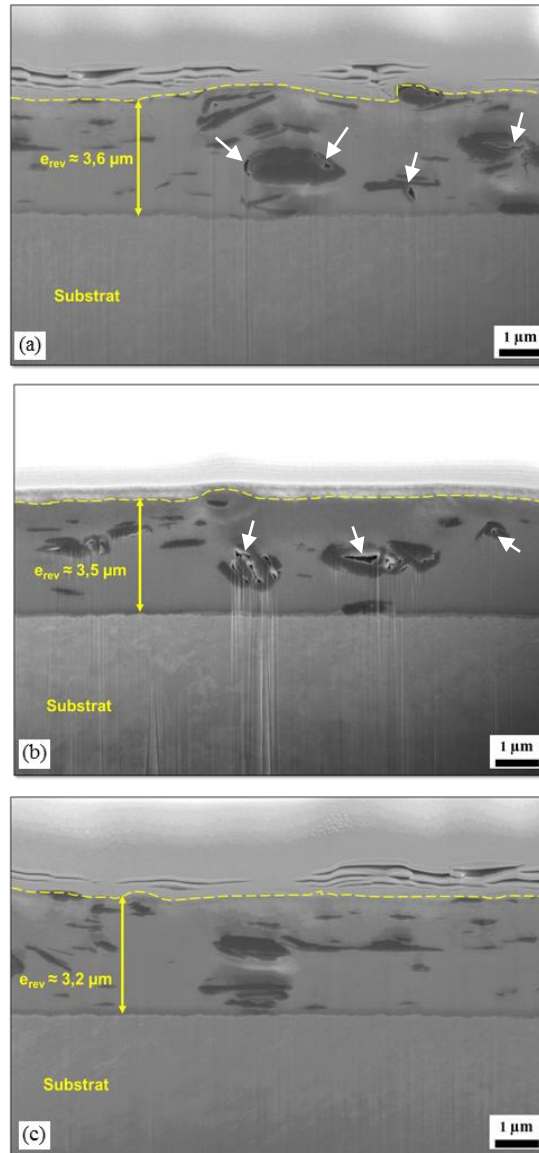 e_rev ≈ 3,6 µm
Substrat
(a)
1 µm
e_rev ≈ 3,5 µm
Substrat
(b)
1 µm
e_rev ≈ 3,2 µm
Substrat
(c)
1 µm